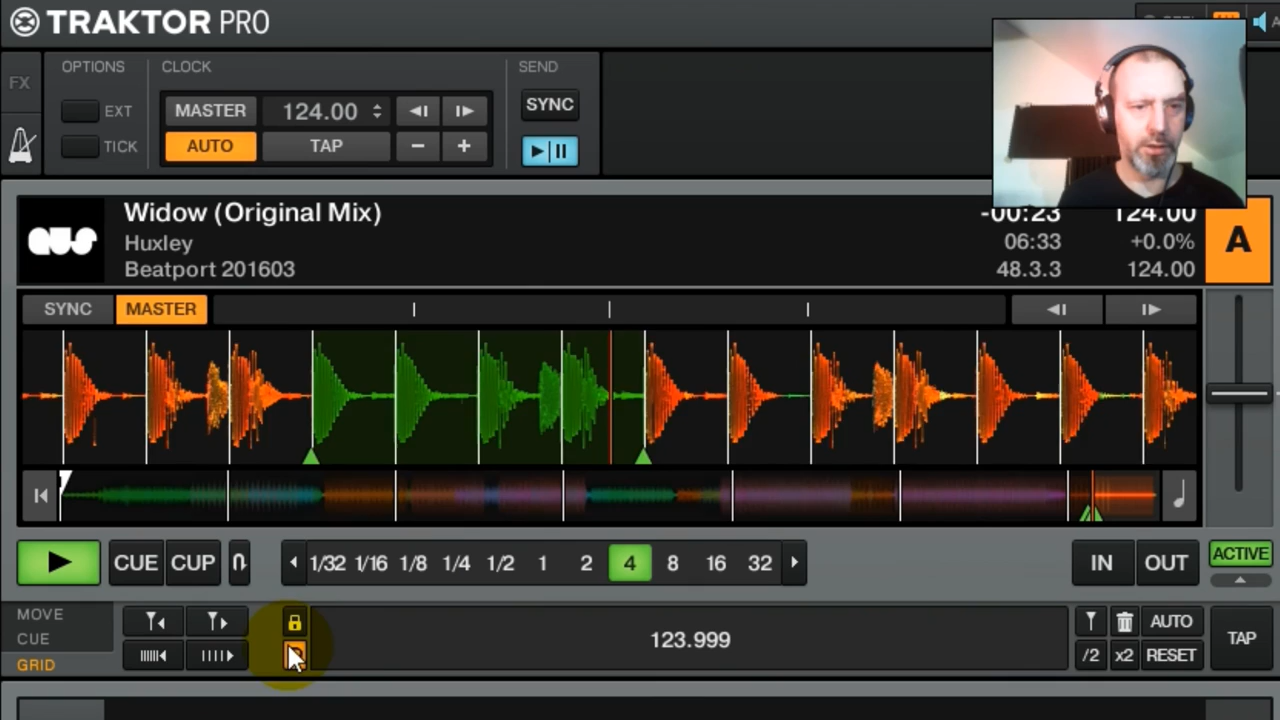 TRAKTOR PRO
FX
OPTIONS
CLOCK
SEND
EXT
MASTER
124.00
SYNC
TICK
AUTO
TAP
Widow (Original Mix)
-00:23
124.00
Huxley
06:33
+0.0%
A
Beatport 201603
48.3.3
124.00
aus
SYNC
MASTER
CUE
CUP
1/32
1/16
1/8
1/4
1/2
1
2
4
8
16
32
IN
OUT
ACTIVE
MOVE
CUE
GRID
123.999
AUTO
/2
x2
RESET
TAP